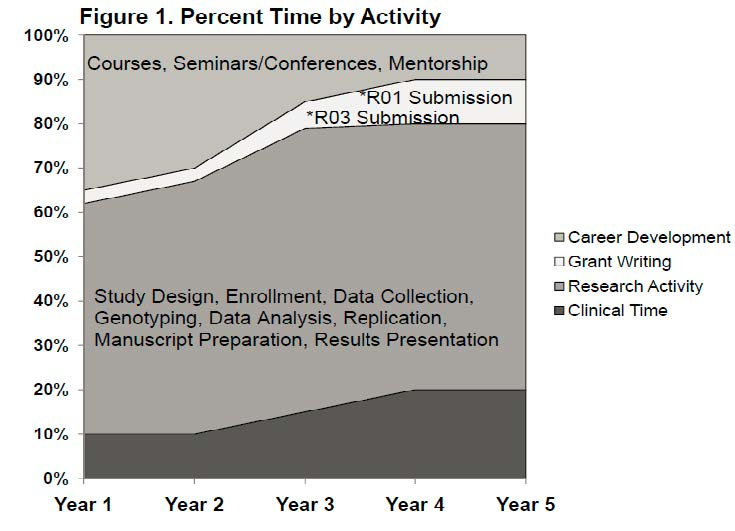 Figure 1. Percent Time by Activity
100%
90%
80%
70%
60%
50%
40%
30%
20%
10%
0%
Courses, Seminars/Conferences, Mentorship
*R01 Submission
*R03 Submission
Study Design, Enrollment, Data Collection,
Genotyping, Data Analysis, Replication,
Manuscript Preparation, Results Presentation
Career Development
Grant Writing
Research Activity
Clinical Time
Year 1 Year 2 Year 3 Year 4 Year 5